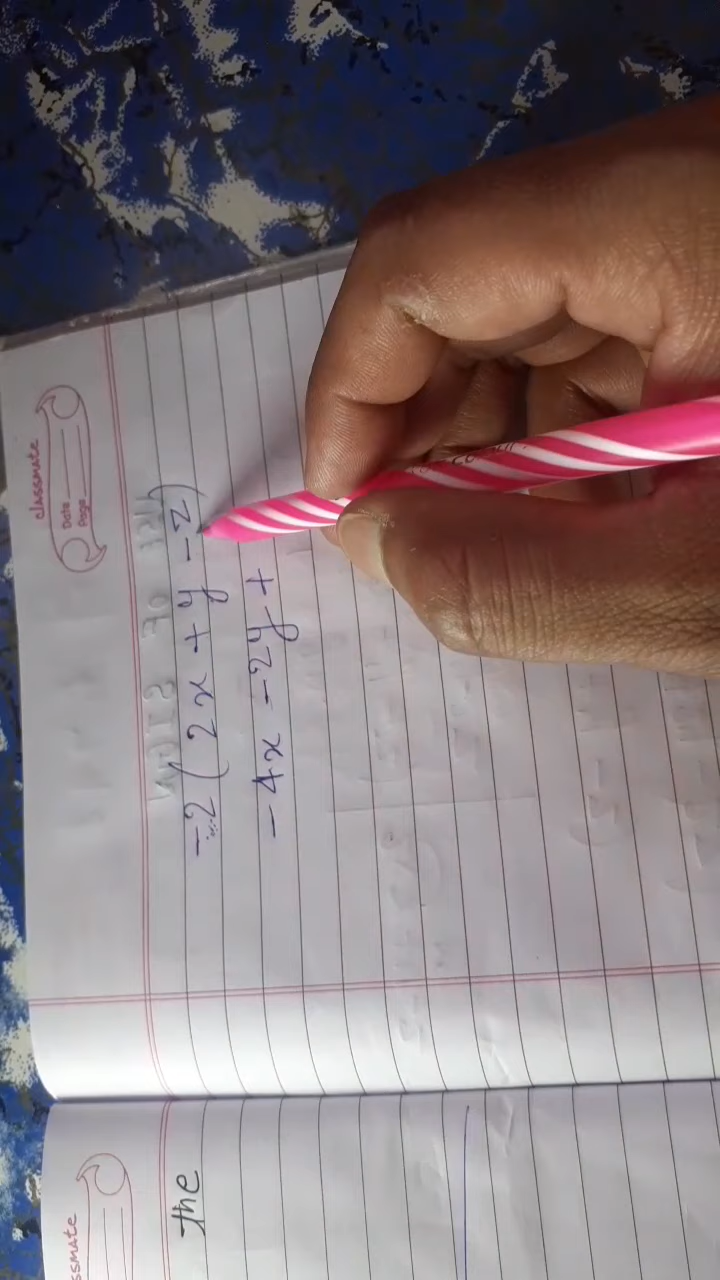 classmate
Date
Page
-2 ( 2x + y - z )
- 4x - 2y +
the